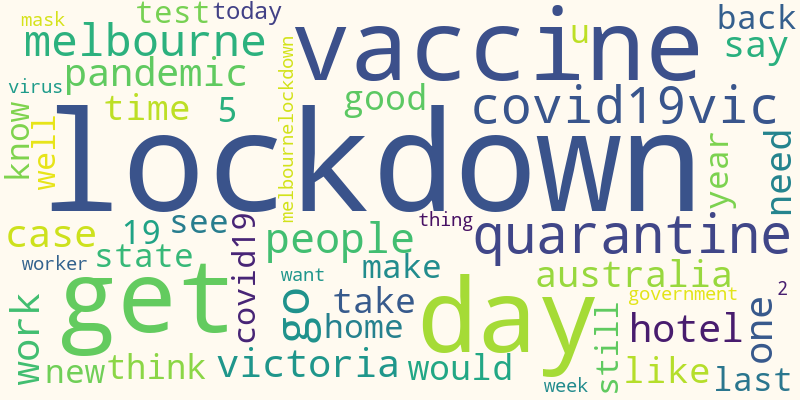 mask
test
today
back
melbourne
vaccine
u
say
virus
pandemic
good
covid19vic
time
5
know
well
melbournelockdown
lockdown
year
need
case
19
see
covid19
people
thing
quarantine
worker
state
want
make
australia
get
go
take
day
government
2
work
home
still
hotel
one
new
think
victoria
would
week
like
last